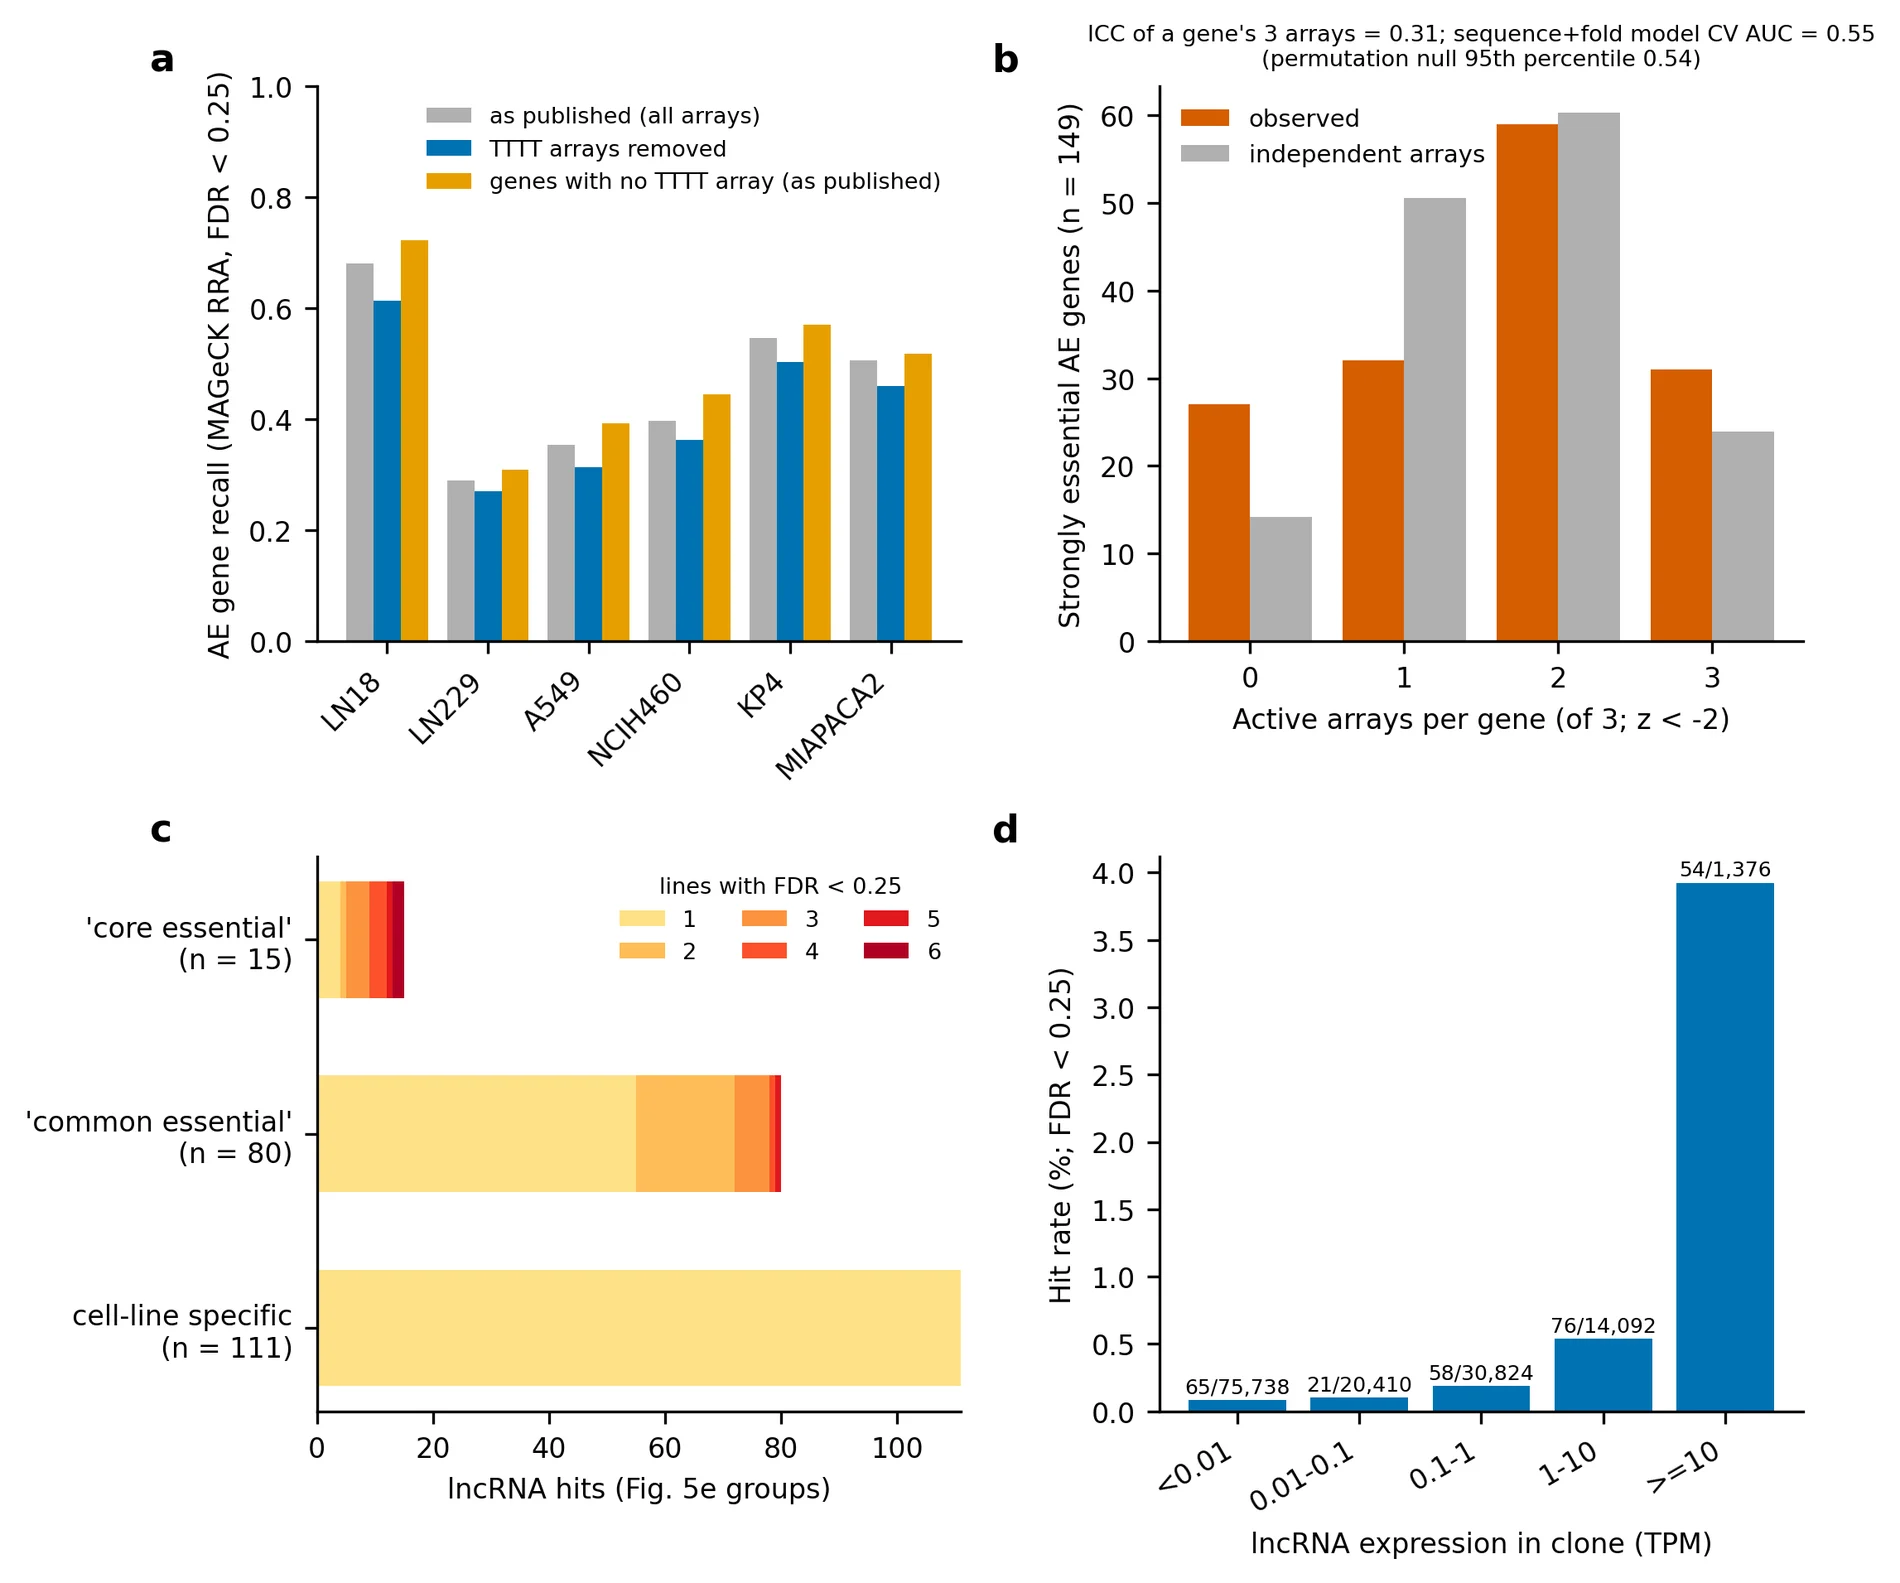 a
AE gene recall (MAGeCK RRA, FDR < 0.25)
1.0
0.8
0.6
0.4
0.2
0.0
as published (all arrays)
TTTT arrays removed
genes with no TTTT array (as published)
LN18
LN229
A549
NCIH460
KP4
MIAPACA2
b
ICC of a gene's 3 arrays = 0.31; sequence+fold model CV AUC = 0.55
(permutation null 95th percentile 0.54)
Strongly essential AE genes (n = 149)
60
50
40
30
20
10
0
observed
independent arrays
0
1
2
3
Active arrays per gene (of 3; z < -2)
c
'core essential'
(n = 15)
'common essential'
(n = 80)
cell-line specific
(n = 111)
lines with FDR < 0.25
1
3
5
2
4
6
0
20
40
60
80
100
lncRNA hits (Fig. 5e groups)
d
Hit rate (%; FDR < 0.25)
4.0
3.5
3.0
2.5
2.0
1.5
1.0
0.5
0.0
65/75,738
21/20,410
58/30,824
76/14,092
54/1,376
<0.01
0.01-0.1
0.1-1
1-10
>=10
lncRNA expression in clone (TPM)